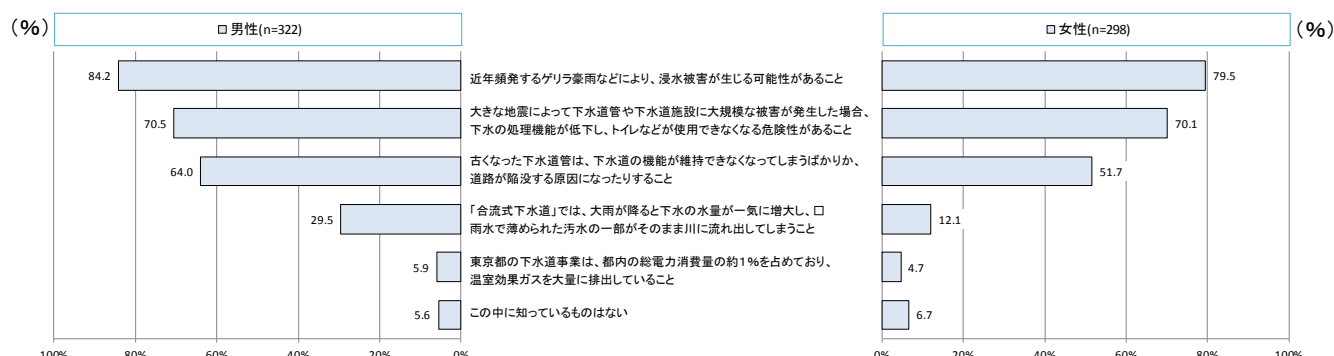 (%)
□ 男性(n=322)
□ 女性(n=298)
(%)
84.2
近年頻発するゲリラ豪雨などにより、浸水被害が生じる可能性があること
79.5
70.5
大きな地震によって下水道管や下水道施設に大規模な被害が発生した場合、
下水の処理機能が低下し、トイレなどが使用できなくなる危険性があること
70.1
64.0
古くなった下水道管は、下水道の機能が維持できなくなってしまうばかりか、
道路が陥没する原因になったりすること
51.7
29.5
「合流式下水道」では、大雨が降ると下水の水量が一気に増大し、□
雨水で薄められた汚水の一部がそのまま川に流れ出してしまうこと
12.1
5.9
東京都の下水道事業は、都内の総電力消費量の約1%を占めており、
温室効果ガスを大量に排出していること
4.7
5.6
この中に知っているものはない
6.7
100% 80% 60% 40% 20% 0%
0% 20% 40% 60% 80% 100%